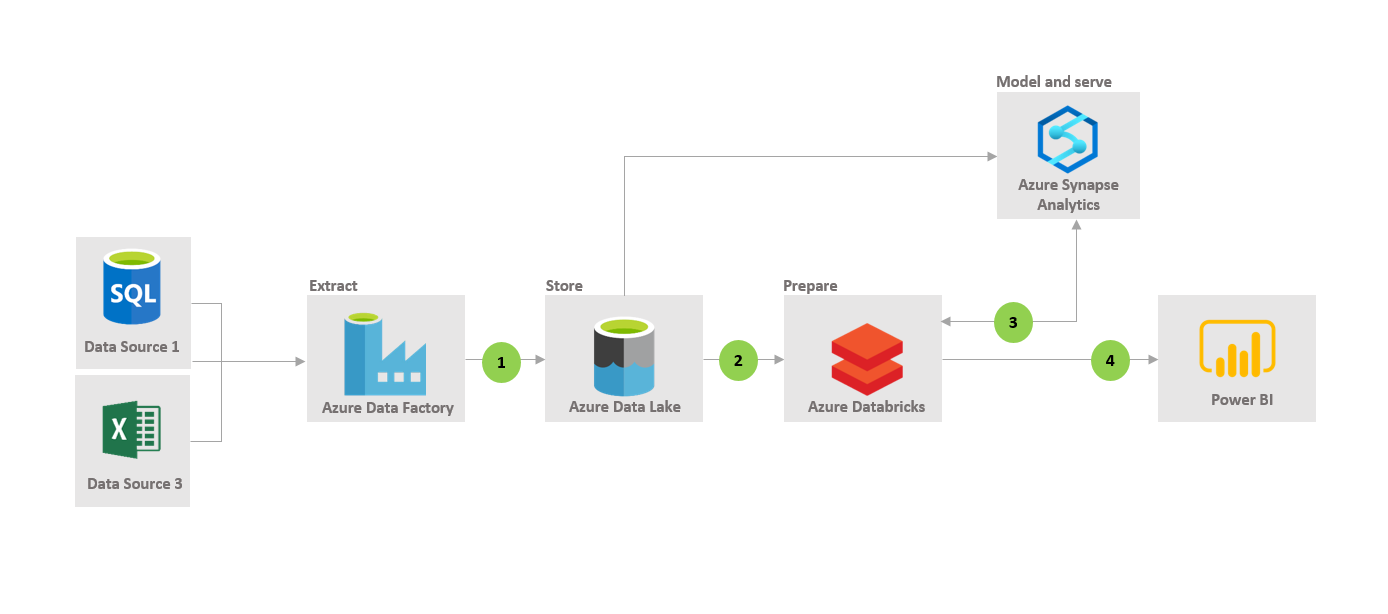 Model and serve
Azure Synapse
Analytics
SQL
Data Source 1
Extract
Store
Prepare
3
1
2
4
Azure Data Factory
Azure Data Lake
Azure Databricks
Power BI
X
Data Source 3